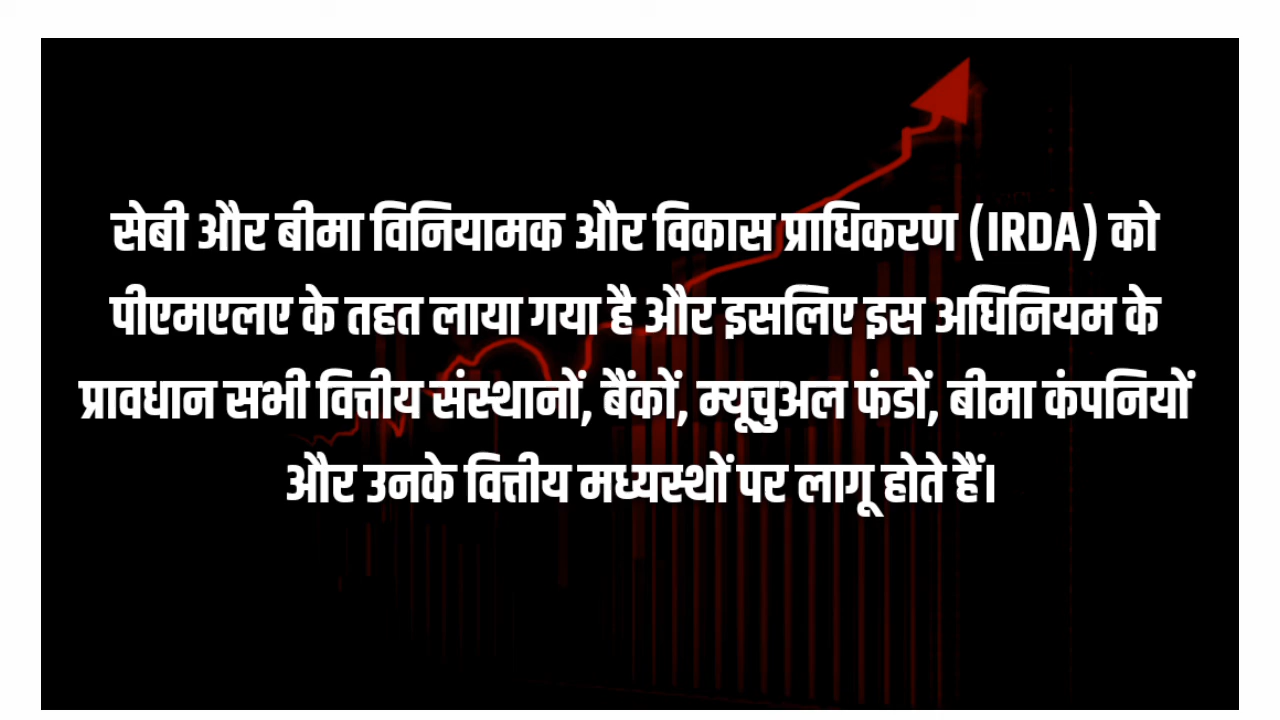 सेबी और बीमा विनियामक और विकास प्राधिकरण (IRDA) को
पीएमएलए के तहत लाया गया है और इसलिए इस अधिनियम के
प्रावधान सभी वित्तीय संस्थानों, बैंकों, म्यूचुअल फंडों, बीमा कंपनियों
और उनके वित्तीय मध्यस्थों पर लागू होते हैं।